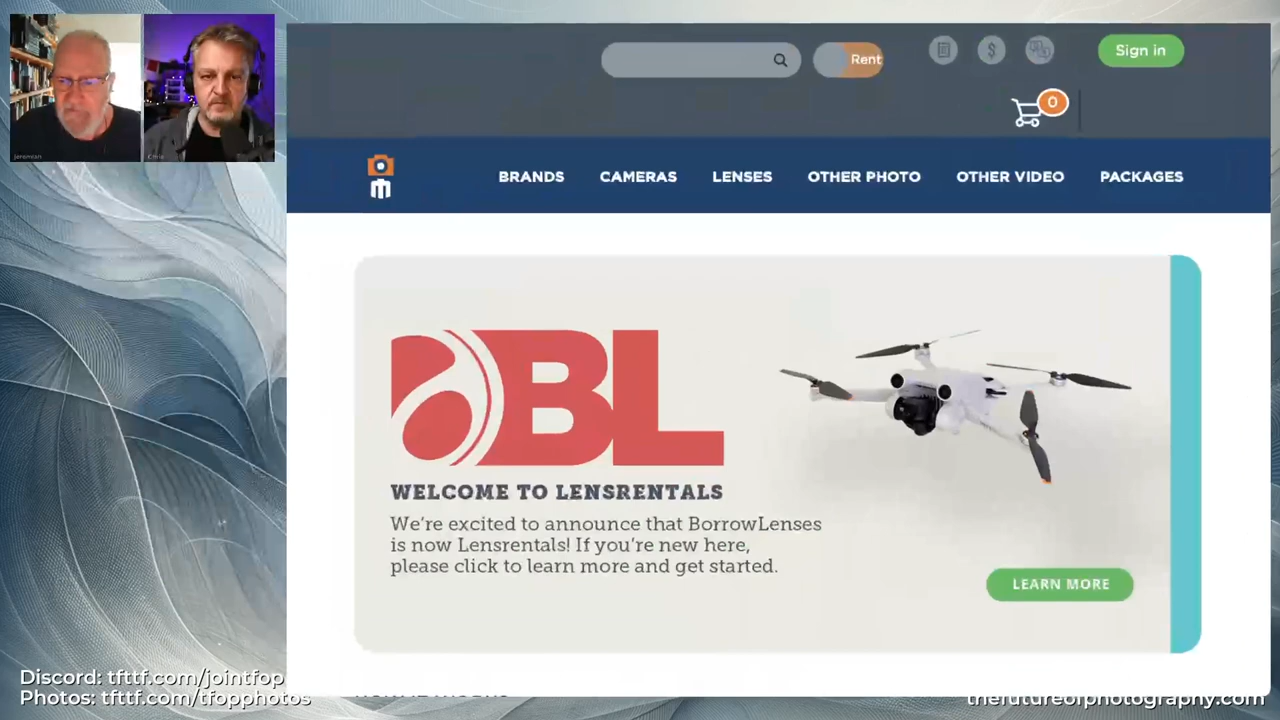 Jeremiah
Chris
Rent
Sign in
0
BRANDS
CAMERAS
LENSES
OTHER PHOTO
OTHER VIDEO
PACKAGES
BL
WELCOME TO LENSRENTALS
We're excited to announce that BorrowLenses
is now Lensrentals! If you're new here,
please click to learn more and get started.
LEARN MORE
Discord: tfttf.com/jointfop
Photos: tfttf.com/tfopphotos
thefutureofphotography.com